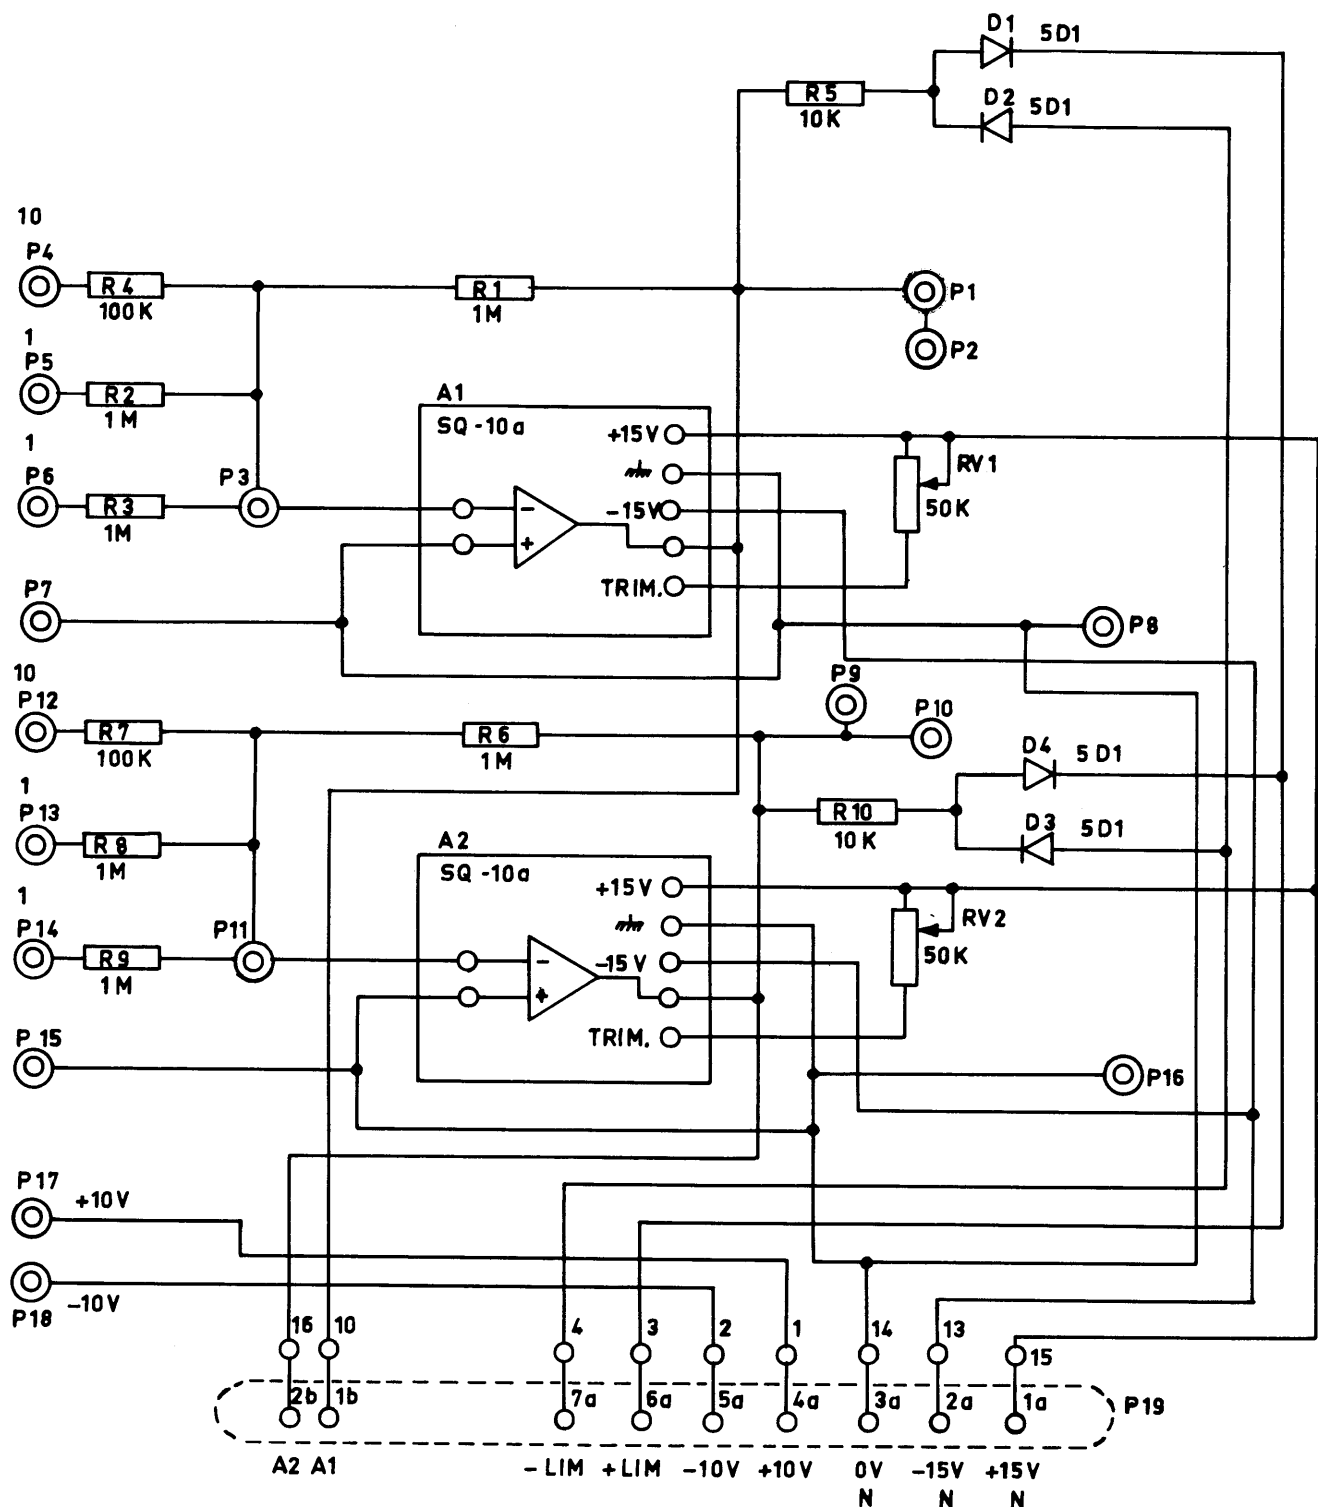 D1 5D1
R5
10K
D2 5D1
10
P4
R4
100K
R1
1M
P1
P2
1
P5
R2
1M
1
P6
R3
1M
P3
A1
SQ-10a
+15V
-15V
TRIM.
-
+
RV1
50K
P7
P8
10
P12
R7
100K
R6
1M
P9
P10
D4 5D1
R10
10K
D3 5D1
1
P13
R8
1M
1
P14
R9
1M
P11
A2
SQ-10a
+15V
-15V
TRIM.
-
+
RV2
50K
P15
P16
P17 +10V
P18 -10V
16 10 4 3 2 1 14 13 15
2b 1b 7a 6a 5a 4a 3a 2a 1a P19
A2 A1 -LIM +LIM -10V +10V 0V -15V +15V
N N N